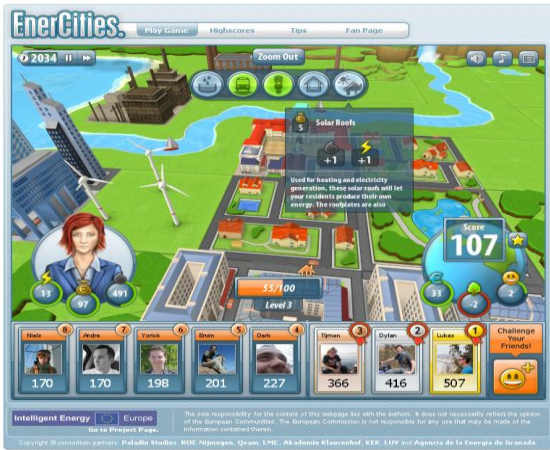 EnerCities.
Play Game
Highscores
Tips
Fan Page
2034
Zoom Out
5
Solar Roofs
+1 +1
Used for heating and electricity
generation, these solar roofs will let
your residents produce their own
energy. The roofplates are also
Score
107
13
97
491
55/100
Level 3
33
-2
2
Niels 8
170
Andre 7
170
Yorick 6
198
Erwin 5
201
Derk 4
227
Tijman 3
366
Dylan 2
416
Lukas 1
507
Challenge
Your
Friends!
Intelligent Energy Europe
Go to Project Page.
The sole responsibility for the content of this webpage lies with the authors. It does not necessarily reflect the opinion
of the European Communities. The European Commission is not responsible for any use that may be made of the
information contained therein.
Copyright © consortium partners: Paladin Studios, ROC Nijmegen, Qeam, LMC, Akademie Klausenhof, KEK, LUV and Agencia de la Energia de Granada